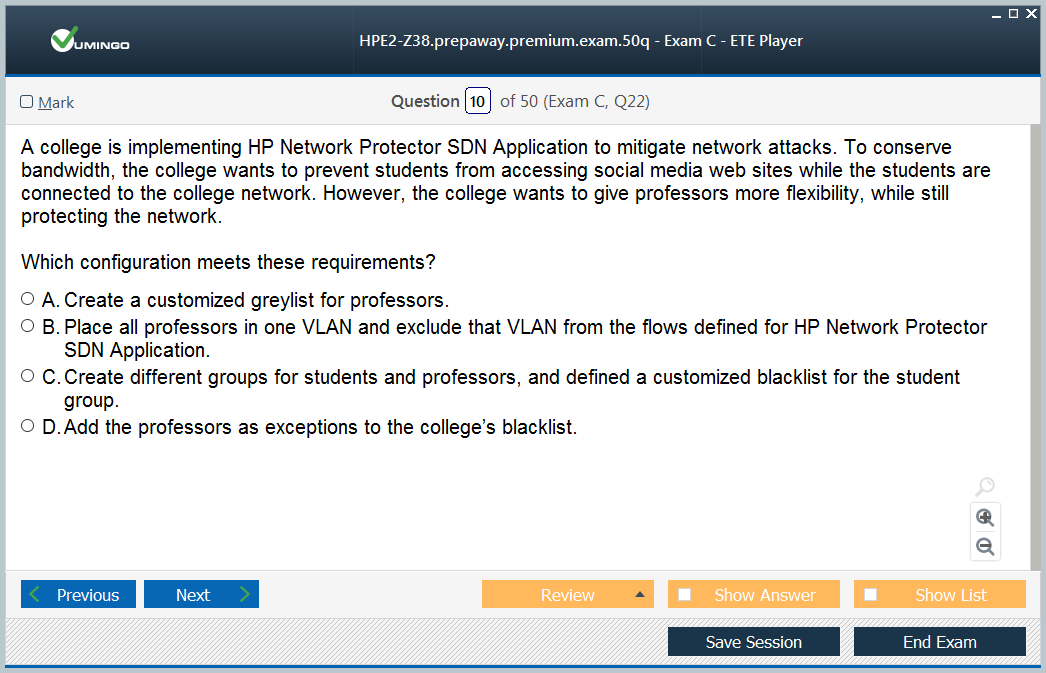 VUMINGO
HPE2-Z38.prepaway.premium.exam.50q - Exam C - ETE Player
Mark
Question 10 of 50 (Exam C, Q22)
A college is implementing HP Network Protector SDN Application to mitigate network attacks. To conserve
bandwidth, the college wants to prevent students from accessing social media web sites while the students are
connected to the college network. However, the college wants to give professors more flexibility, while still
protecting the network.
Which configuration meets these requirements?
A. Create a customized greylist for professors.
B. Place all professors in one VLAN and exclude that VLAN from the flows defined for HP Network Protector
SDN Application.
C. Create different groups for students and professors, and defined a customized blacklist for the student
group.
D. Add the professors as exceptions to the college’s blacklist.
Previous
Next
Review
Show Answer
Show List
Save Session
End Exam